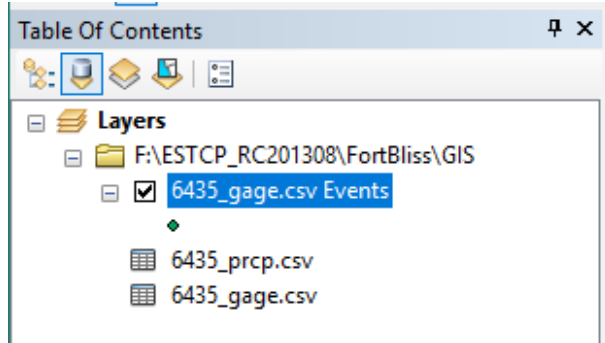 Table Of Contents
Layers
F:\ESTCP_RC201308\FortBliss\GIS
6435_gage.csv Events
6435_prcp.csv
6435_gage.csv